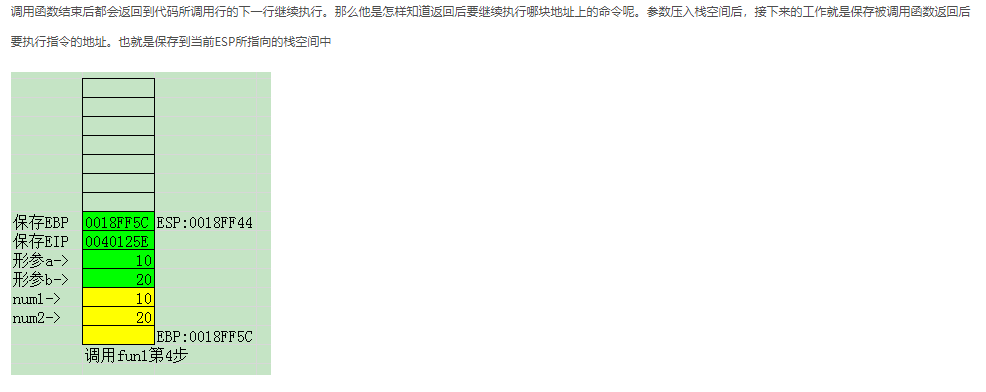 调用函数结束后都会返回到代码所调用行的下一行继续执行。那么他是怎样知道返回后要继续执行哪块地址上的命令呢。参数压入栈空间后，接下来的工作就是保存被调用函数返回后
要执行指令的地址。也就是保存到当前ESP所指向的栈空间中
保存EBP 0018FF5C ESP:0018FF44
保存EIP 0040125E
形参a-> 10
形参b-> 20
num1-> 10
num2-> 20
EBP:0018FF5C
调用fun1第4步